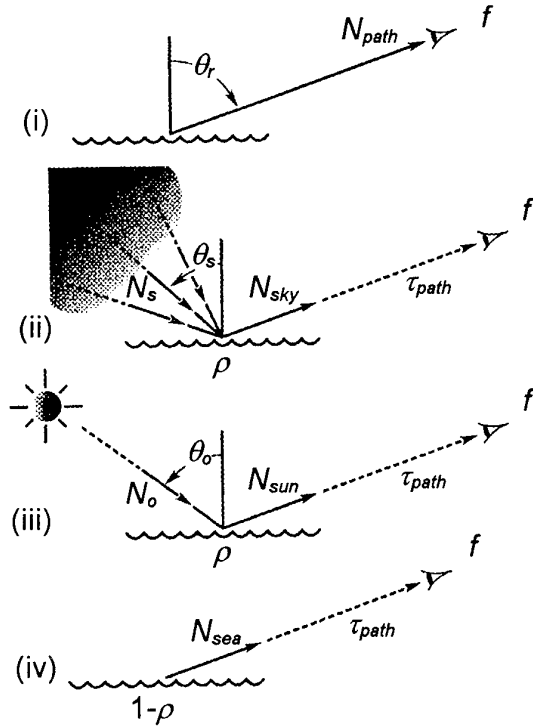 N_path f
θ_r
(i)
f
θ_s
N_s N_sky τ_path
(ii)
ρ
f
θ_o
N_o N_sun τ_path
(iii)
ρ
f
N_sea τ_path
(iv)
1-ρ